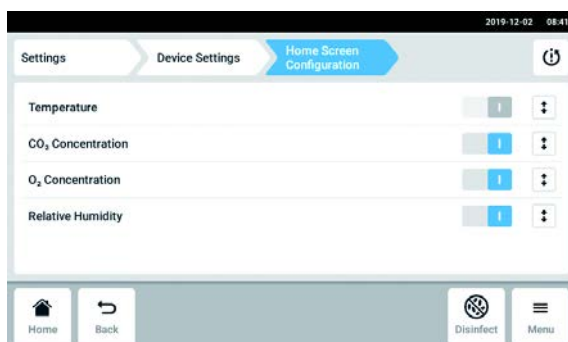 2019-12-02 08:41
Settings
Device Settings
Home Screen
Configuration
Temperature
CO₂ Concentration
O₂ Concentration
Relative Humidity
Home
Back
Disinfect
Menu